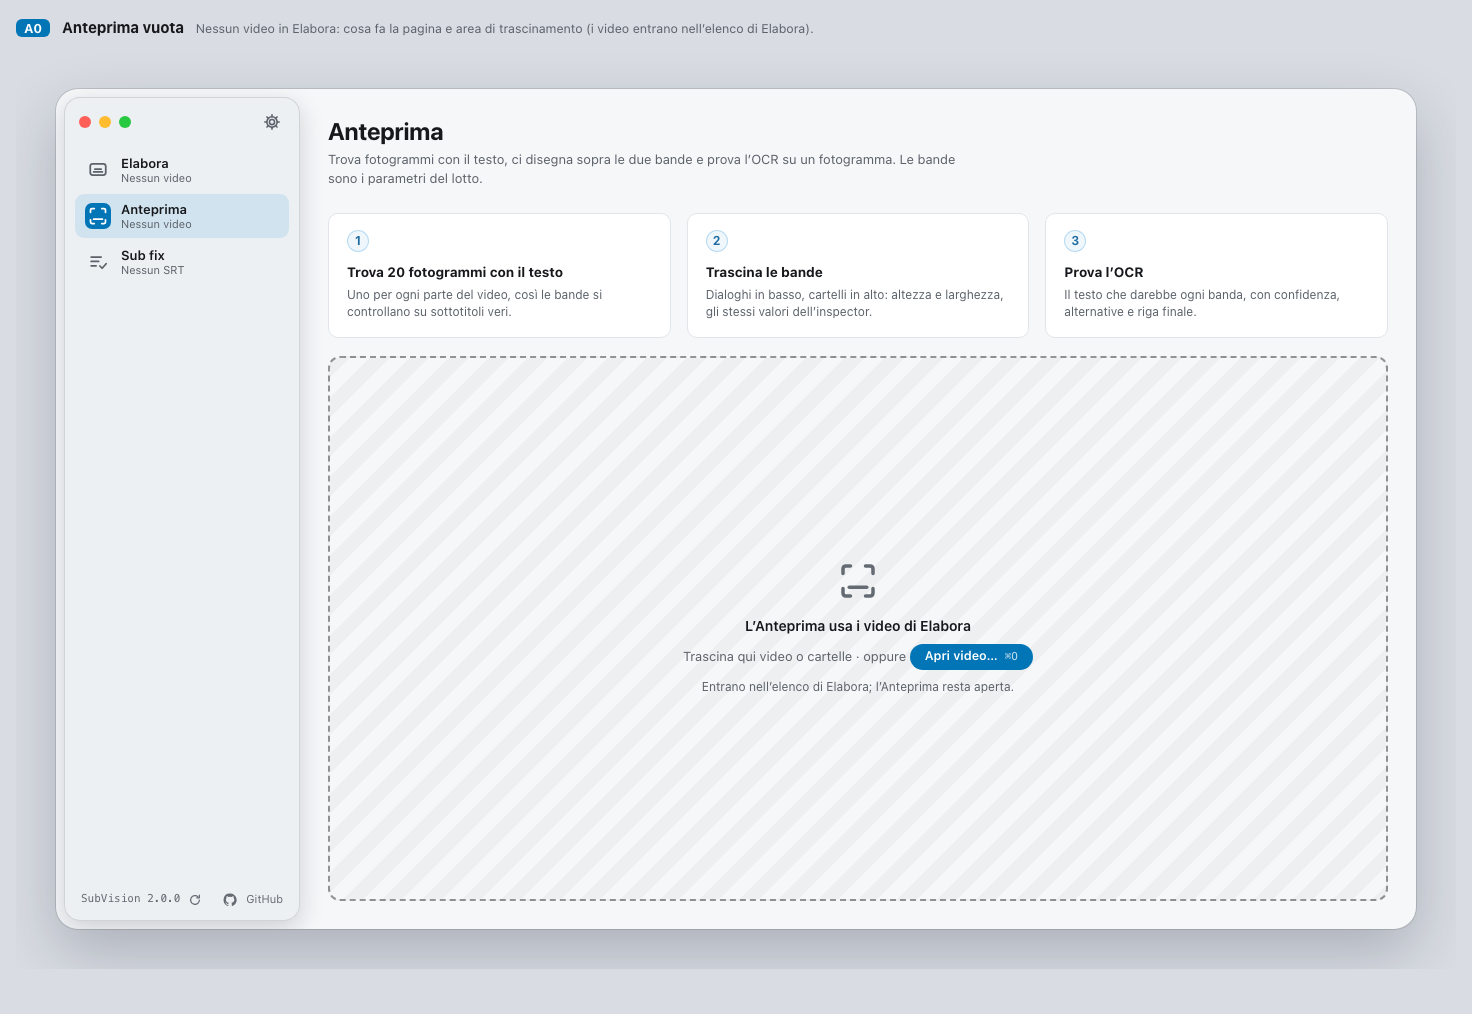 A0 Anteprima vuota Nessun video in Elabora: cosa fa la pagina e area di trascinamento (i video entrano nell'elenco di Elabora).
Elabora
Nessun video
Anteprima
Nessun video
Sub fix
Nessun SRT
SubVision 2.0.0 GitHub
Anteprima
Trova fotogrammi con il testo, ci disegna sopra le due bande e prova l'OCR su un fotogramma. Le bande
sono i parametri del lotto.
1
Trova 20 fotogrammi con il testo
Uno per ogni parte del video, così le bande si
controllano su sottotitoli veri.
2
Trascina le bande
Dialoghi in basso, cartelli in alto: altezza e larghezza,
gli stessi valori dell'inspector.
3
Prova l'OCR
Il testo che darebbe ogni banda, con confidenza,
alternative e riga finale.
L'Anteprima usa i video di Elabora
Trascina qui video o cartelle · oppure Apri video... ⌘O
Entrano nell'elenco di Elabora; l'Anteprima resta aperta.